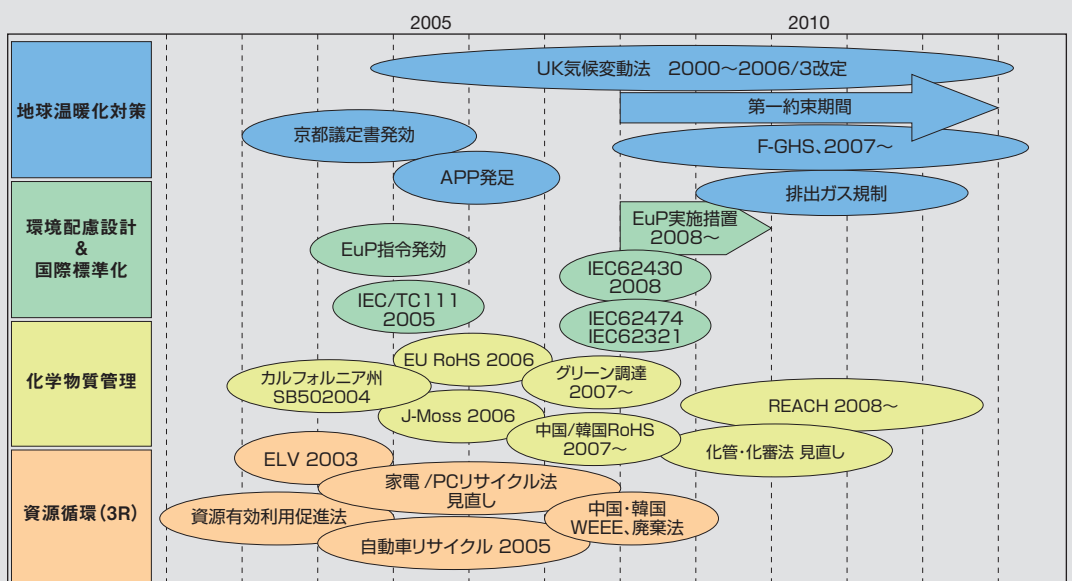 2005
2010
地球温暖化対策
UK気候変動法 2000～2006/3改定
第一約束期間
京都議定書発効
F-GHS、2007～
APP発足
排出ガス規制
環境配慮設計
&
国際標準化
EuP実施措置
2008～
EuP指令発効
IEC62430
2008
IEC/TC111
2005
IEC62474
IEC62321
化学物質管理
EU RoHS 2006
カルフォルニア州
SB502004
グリーン調達
2007～
J-Moss 2006
REACH 2008～
中国/韓国RoHS
2007～
化管・化審法 見直し
資源循環（3R）
ELV 2003
家電 /PCリサイクル法
見直し
資源有効利用促進法
中国・韓国
WEEE、廃棄法
自動車リサイクル 2005